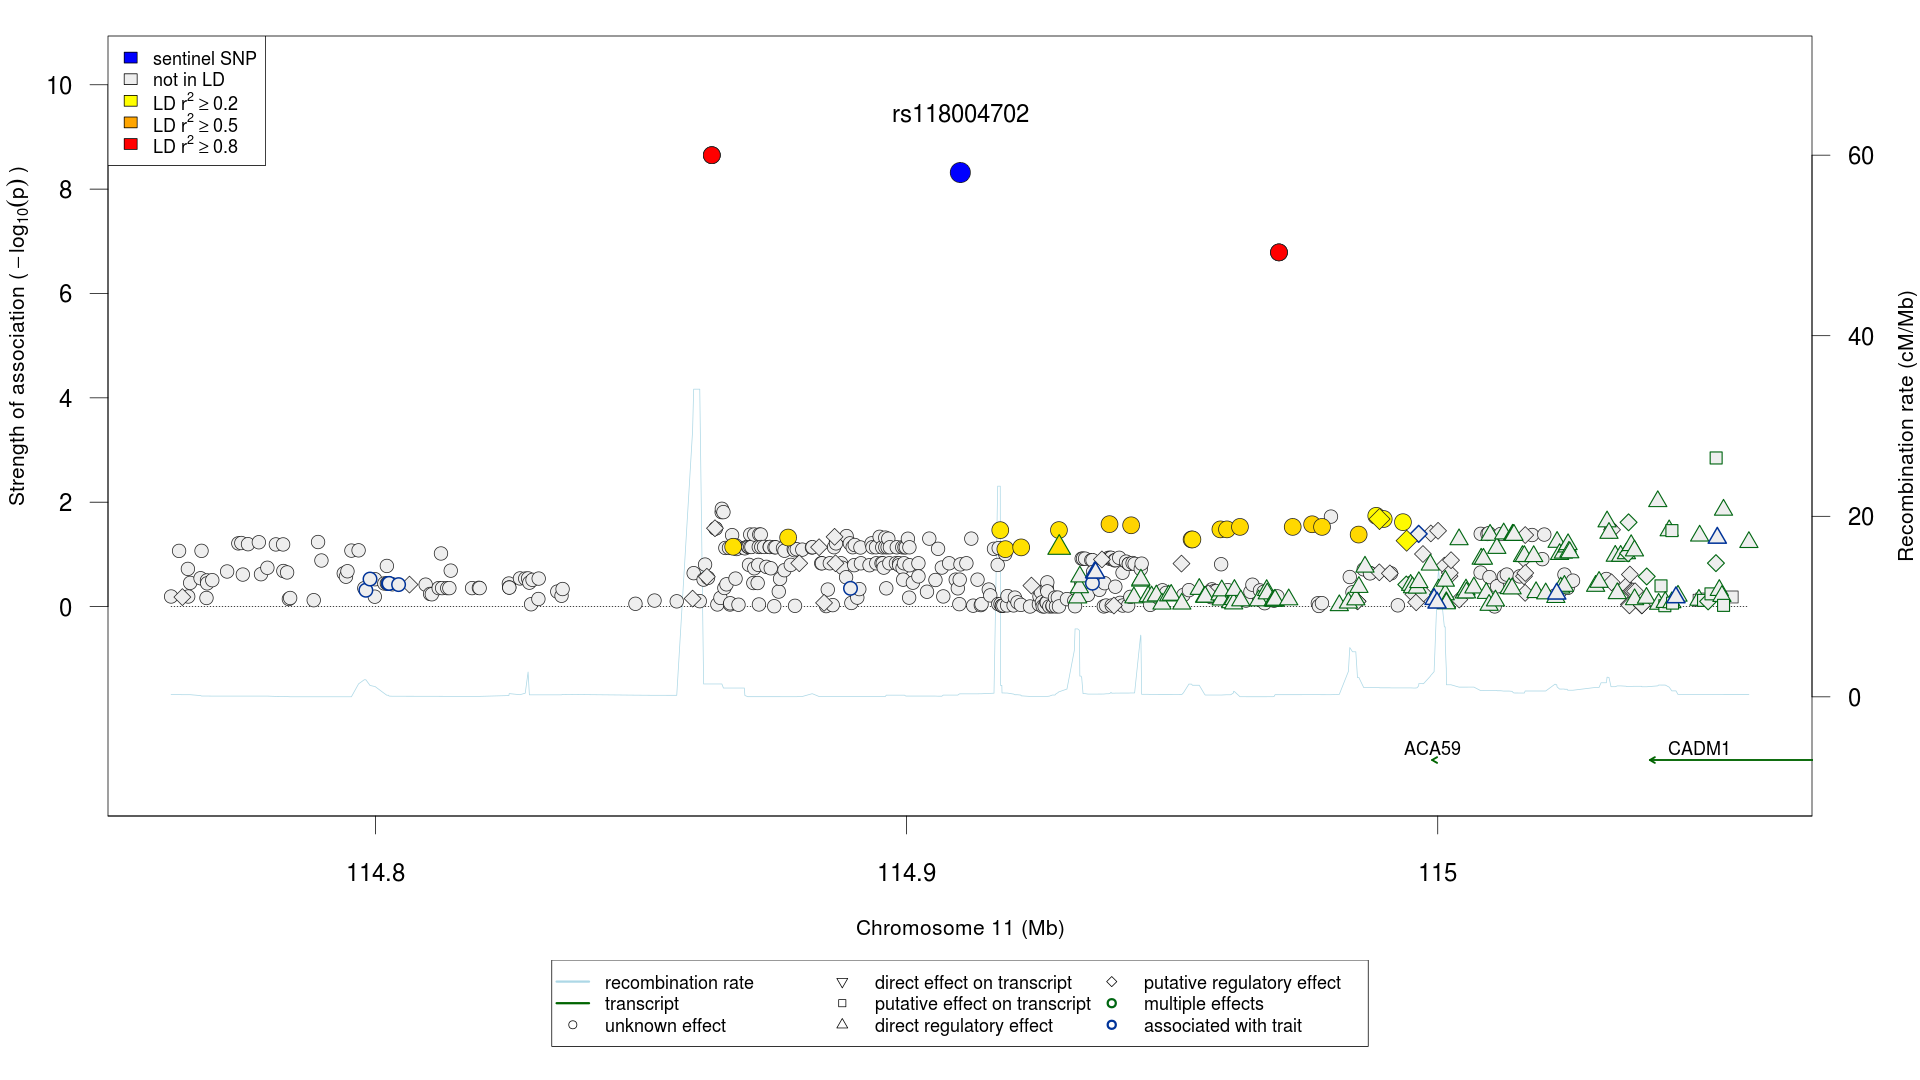 sentinel SNP
not in LD
LD r² ≥ 0.2
LD r² ≥ 0.5
LD r² ≥ 0.8
rs118004702
10
8
6
4
2
0
Strength of association (−log₁₀(p))
60
40
20
0
Recombination rate (cM/Mb)
ACA59
CADM1
114.8
114.9
115
Chromosome 11 (Mb)
recombination rate
transcript
unknown effect
direct effect on transcript
putative effect on transcript
direct regulatory effect
putative regulatory effect
multiple effects
associated with trait